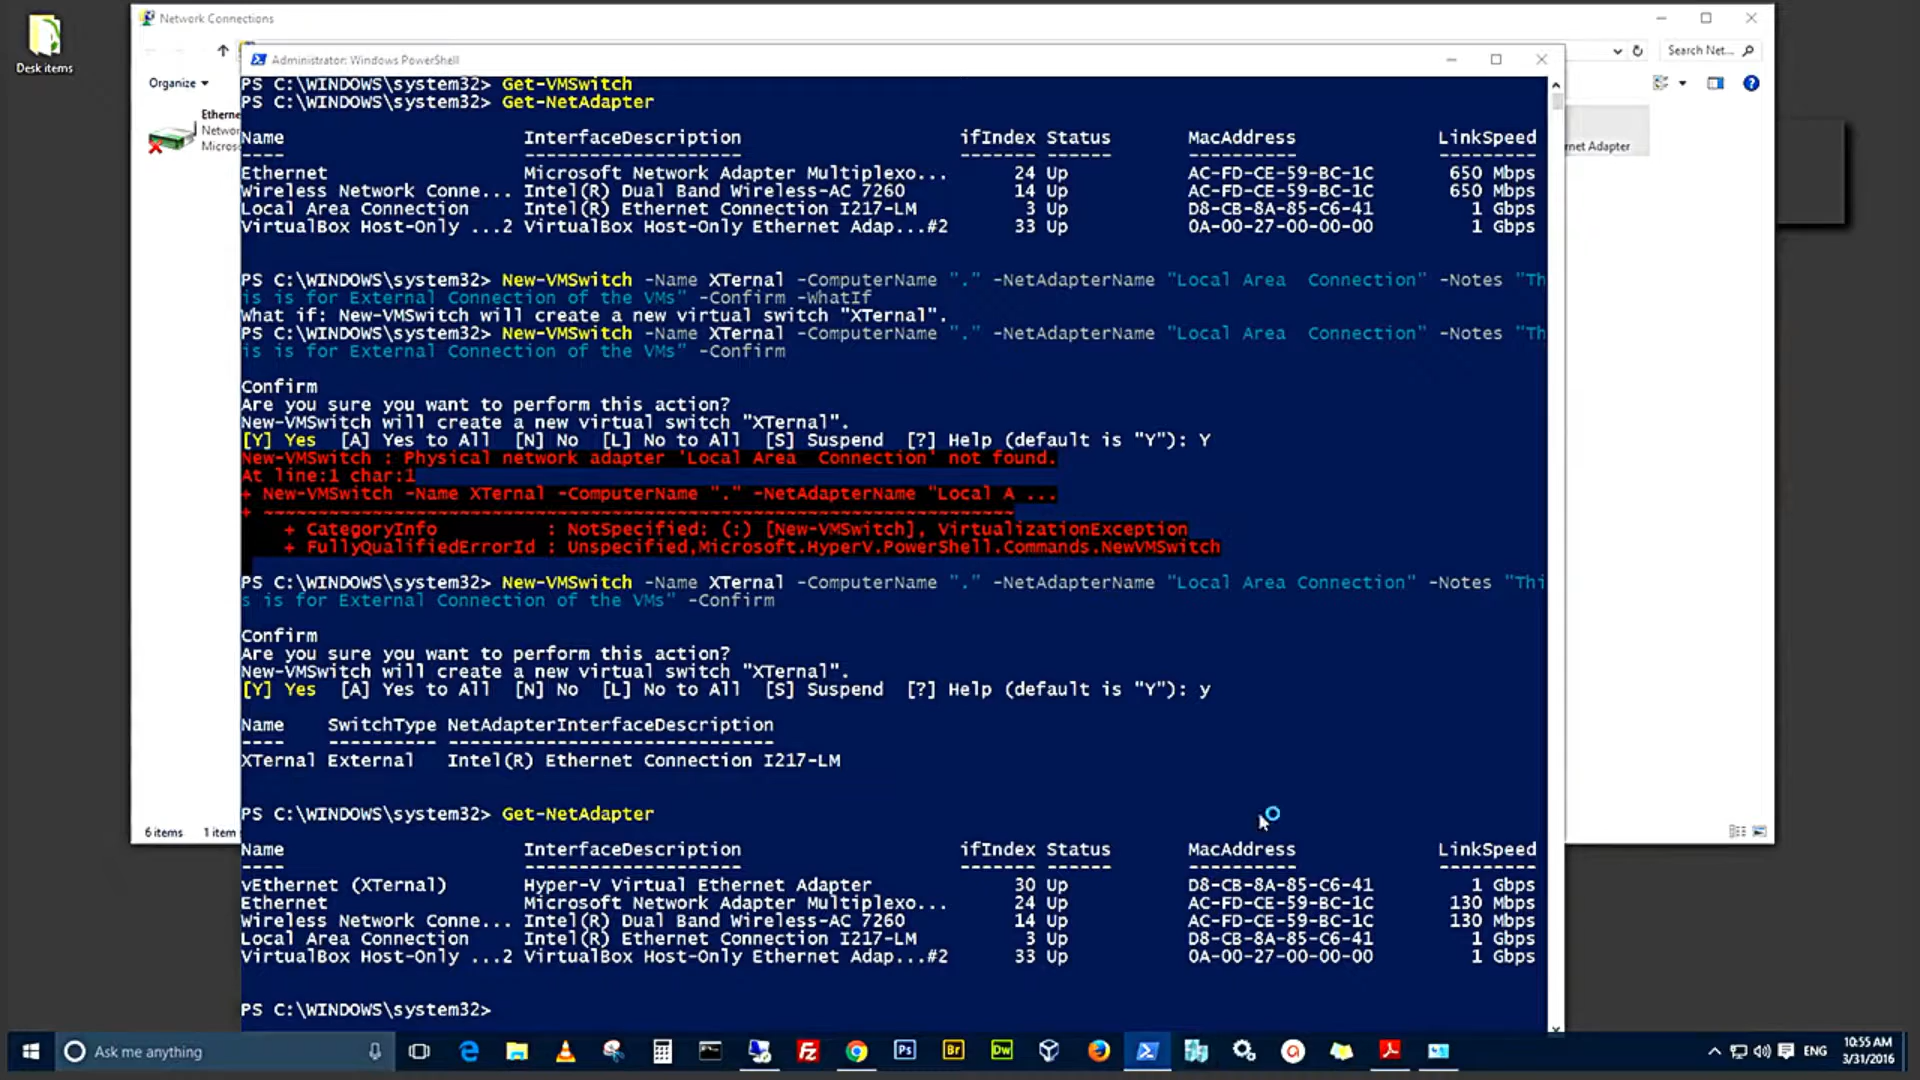 Desk items
Network Connections
Search Net...
Organize
Administrator: Windows PowerShell
Etherne
Networ
Micros
net Adapter
PS C:\WINDOWS\system32> Get-VMSwitch
PS C:\WINDOWS\system32> Get-NetAdapter
Name InterfaceDescription ifIndex Status MacAddress LinkSpeed
---- -------------------- ------- ------ ---------- ---------
Ethernet Microsoft Network Adapter Multiplexo... 24 Up AC-FD-CE-59-BC-1C 650 Mbps
Wireless Network Conne... Intel(R) Dual Band Wireless-AC 7260 14 Up AC-FD-CE-59-BC-1C 650 Mbps
Local Area Connection Intel(R) Ethernet Connection I217-LM 3 Up D8-CB-8A-85-C6-41 1 Gbps
VirtualBox Host-Only ...2 VirtualBox Host-Only Ethernet Adap...#2 33 Up 0A-00-27-00-00-00 1 Gbps
PS C:\WINDOWS\system32> New-VMSwitch -Name XTernal -ComputerName "." -NetAdapterName "Local Area  Connection" -Notes "Th
is is for External Connection of the VMs" -Confirm -WhatIf
What if: New-VMSwitch will create a new virtual switch "XTernal".
PS C:\WINDOWS\system32> New-VMSwitch -Name XTernal -ComputerName "." -NetAdapterName "Local Area  Connection" -Notes "Th
is is for External Connection of the VMs" -Confirm
Confirm
Are you sure you want to perform this action?
New-VMSwitch will create a new virtual switch "XTernal".
[Y] Yes  [A] Yes to All  [N] No  [L] No to All  [S] Suspend  [?] Help (default is "Y"): Y
New-VMSwitch : Physical network adapter 'Local Area  Connection' not found.
At line:1 char:1
+ New-VMSwitch -Name XTernal -ComputerName "." -NetAdapterName "Local A ...
+ ~~~~~~~~~~~~~~~~~~~~~~~~~~~~~~~~~~~~~~~~~~~~~~~~~~~~~~~~~~~~~~~~~~~~~
+ CategoryInfo : NotSpecified: (:) [New-VMSwitch], VirtualizationException
+ FullyQualifiedErrorId : Unspecified,Microsoft.HyperV.PowerShell.Commands.NewVMSwitch
PS C:\WINDOWS\system32> New-VMSwitch -Name XTernal -ComputerName "." -NetAdapterName "Local Area Connection" -Notes "Thi
s is for External Connection of the VMs" -Confirm
Confirm
Are you sure you want to perform this action?
New-VMSwitch will create a new virtual switch "XTernal".
[Y] Yes  [A] Yes to All  [N] No  [L] No to All  [S] Suspend  [?] Help (default is "Y"): y
Name SwitchType NetAdapterInterfaceDescription
---- ---------- ------------------------------
XTernal External Intel(R) Ethernet Connection I217-LM
PS C:\WINDOWS\system32> Get-NetAdapter
Name InterfaceDescription ifIndex Status MacAddress LinkSpeed
---- -------------------- ------- ------ ---------- ---------
vEthernet (XTernal) Hyper-V Virtual Ethernet Adapter 30 Up D8-CB-8A-85-C6-41 1 Gbps
Ethernet Microsoft Network Adapter Multiplexo... 24 Up AC-FD-CE-59-BC-1C 130 Mbps
Wireless Network Conne... Intel(R) Dual Band Wireless-AC 7260 14 Up AC-FD-CE-59-BC-1C 130 Mbps
Local Area Connection Intel(R) Ethernet Connection I217-LM 3 Up D8-CB-8A-85-C6-41 1 Gbps
VirtualBox Host-Only ...2 VirtualBox Host-Only Ethernet Adap...#2 33 Up 0A-00-27-00-00-00 1 Gbps
PS C:\WINDOWS\system32>
6 items 1 item
Ask me anything
Fz
Ps
Br
Dw
ENG
10:55 AM
3/31/2016